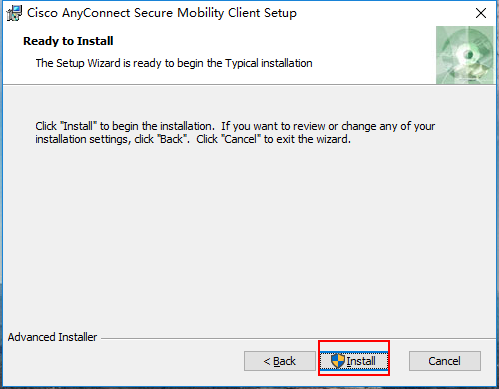 Cisco AnyConnect Secure Mobility Client Setup
Ready to Install
The Setup Wizard is ready to begin the Typical installation
Click "Install" to begin the installation.  If you want to review or change any of your
installation settings, click "Back".  Click "Cancel" to exit the wizard.
Advanced Installer
< Back
Install
Cancel